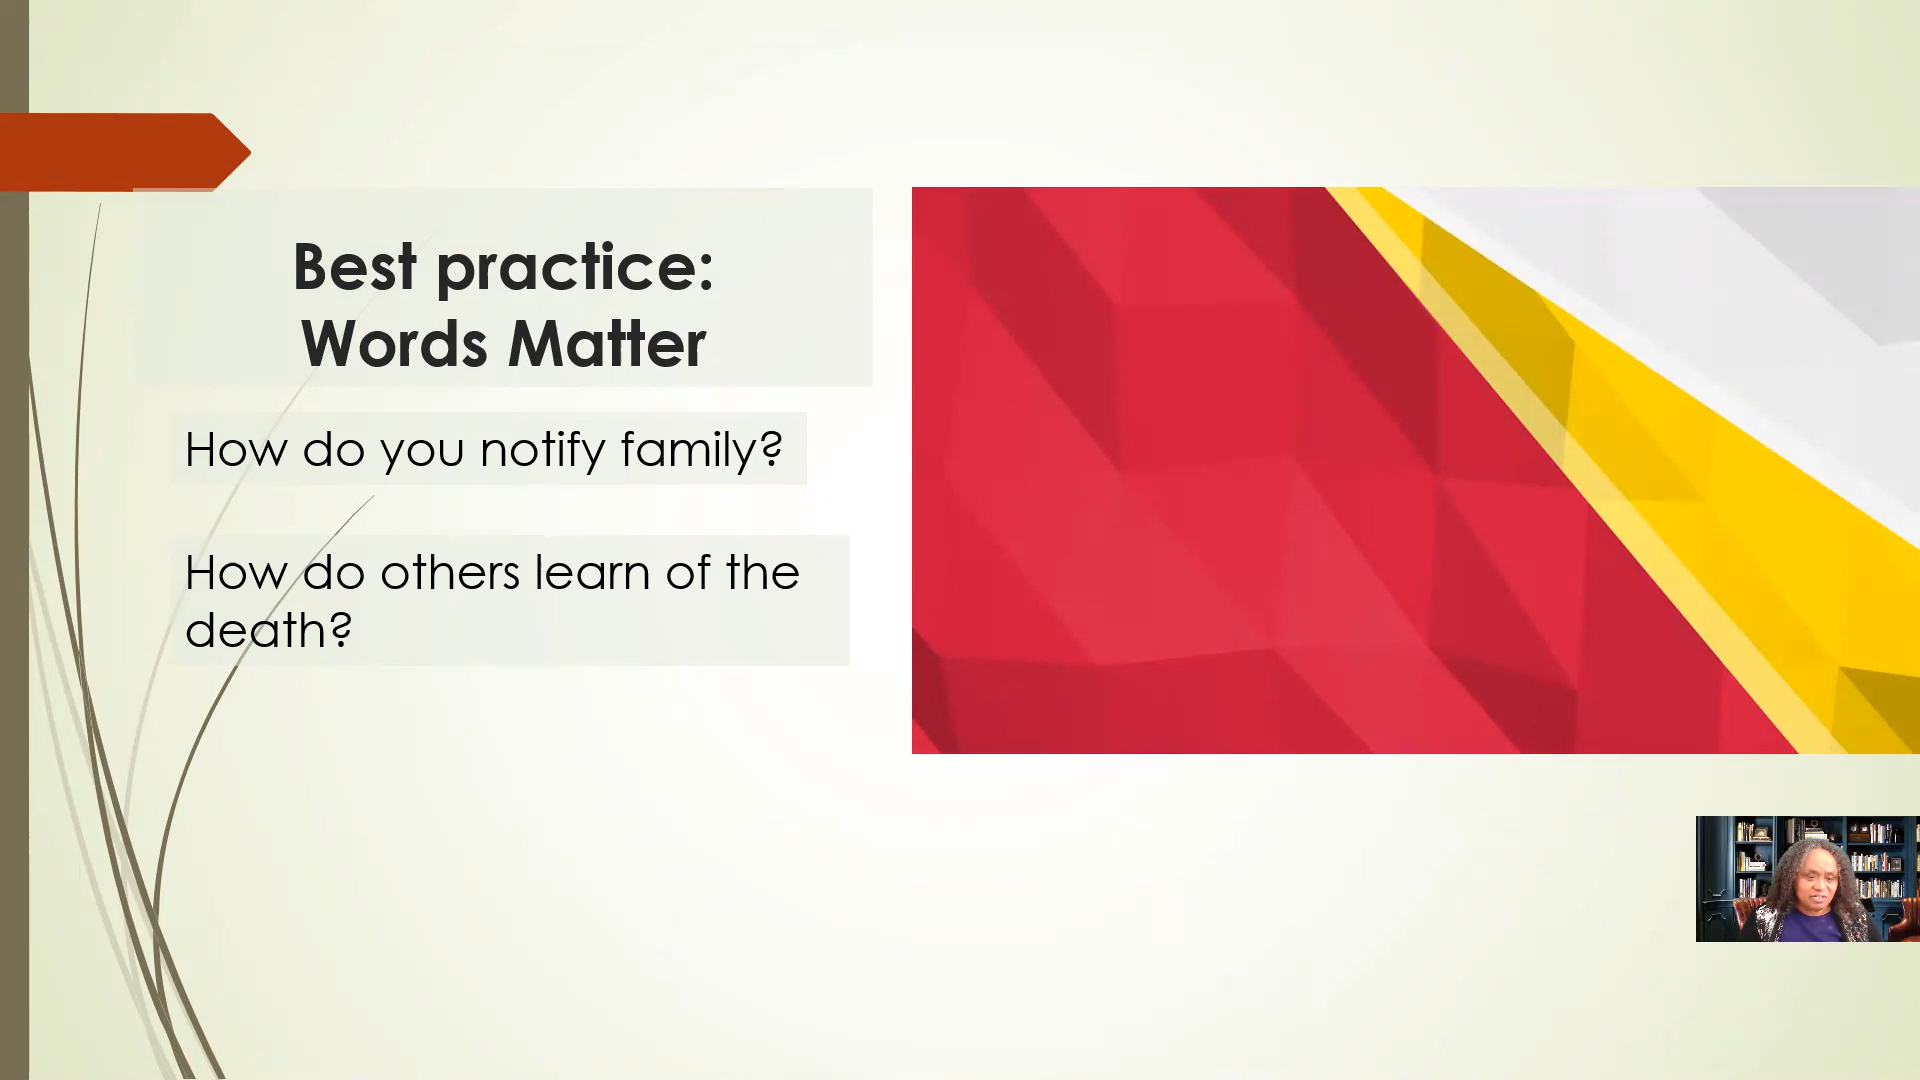 Best practice:
Words Matter
How do you notify family?
How do others learn of the
death?